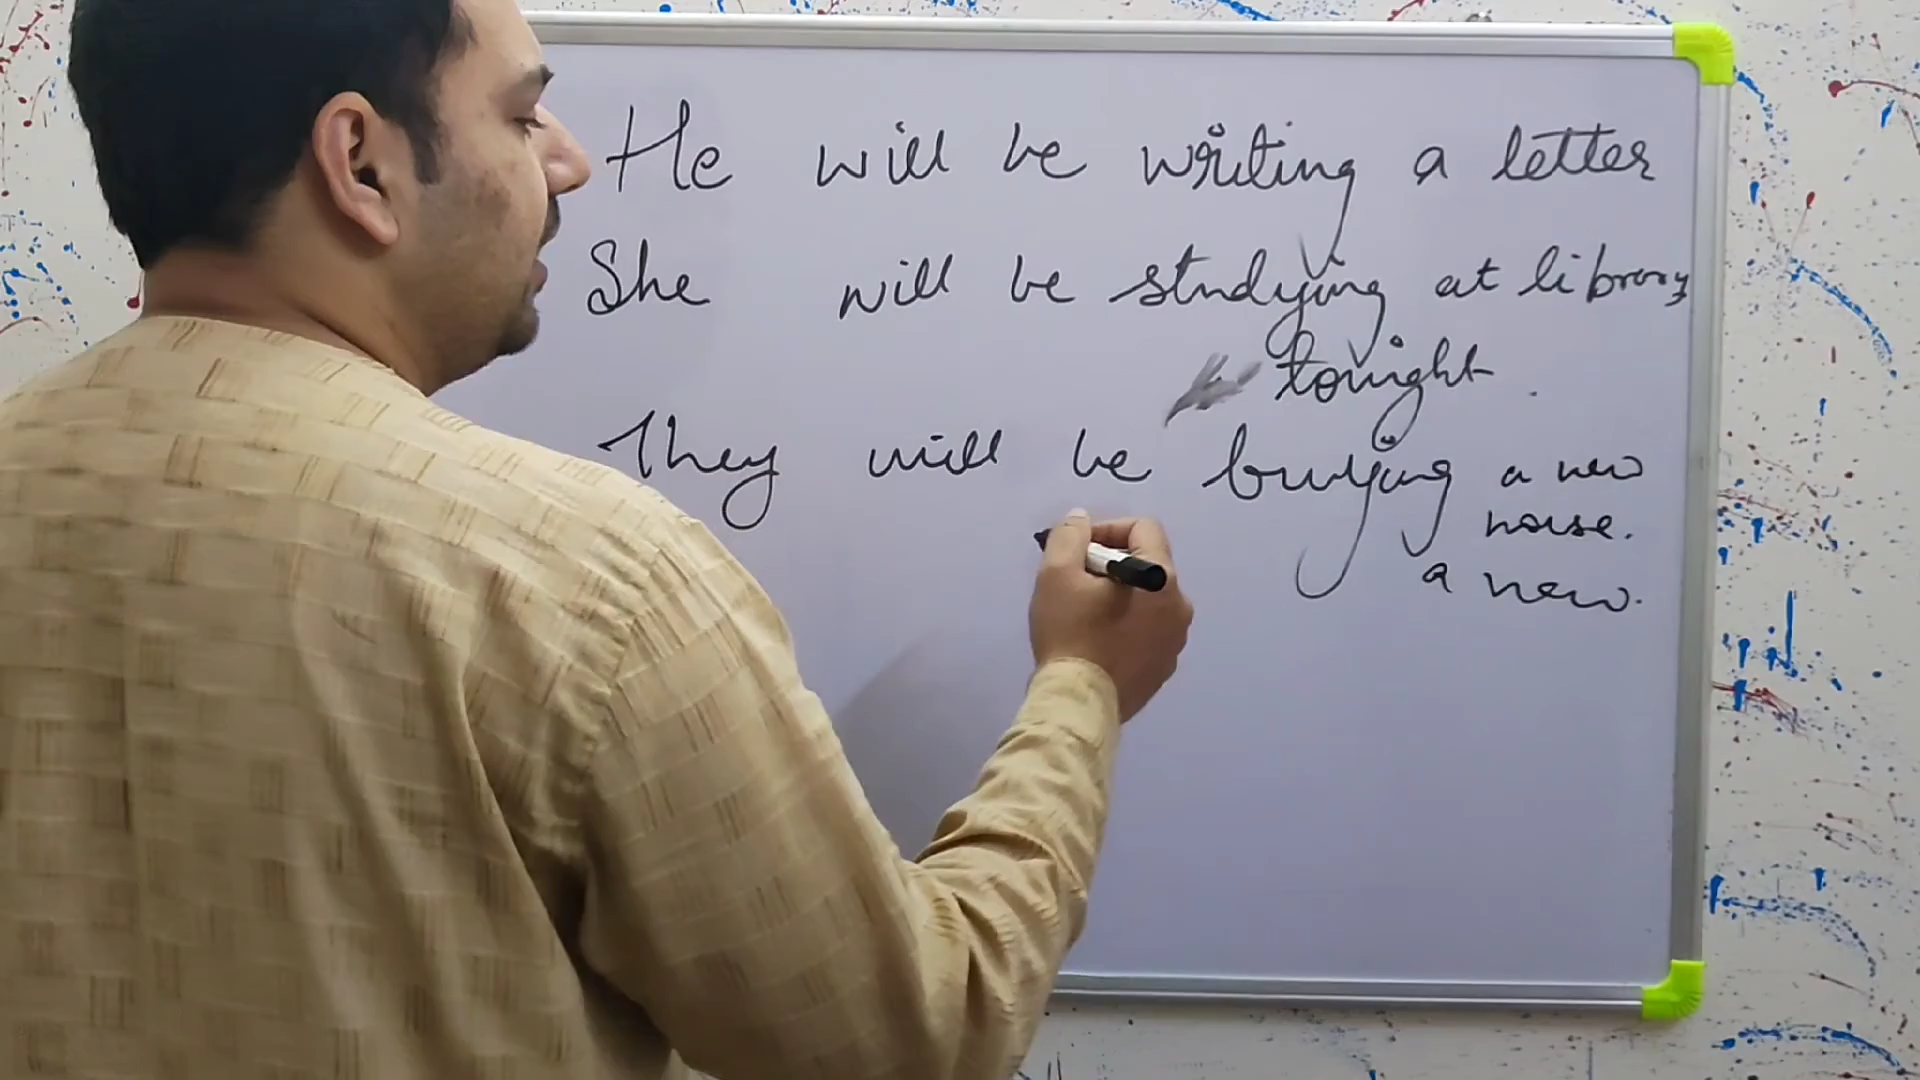 He will be writing a letter
She will be studying at library
tonight.
They will be buying a new
house.
a new.